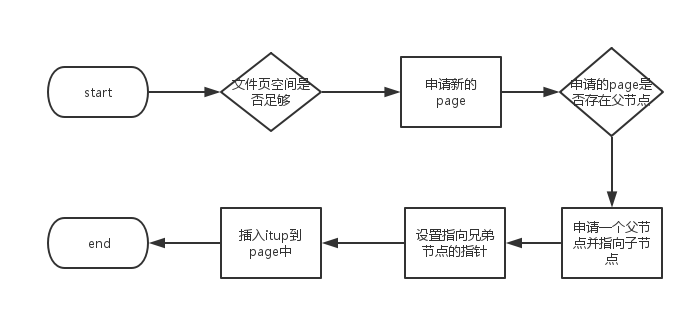 start
文件页空间是
否足够
申请新的
page
申请的page是
否存在父节点
申请一个父节
点并指向子节
点
设置指向兄弟
节点的指针
插入itup到
page中
end